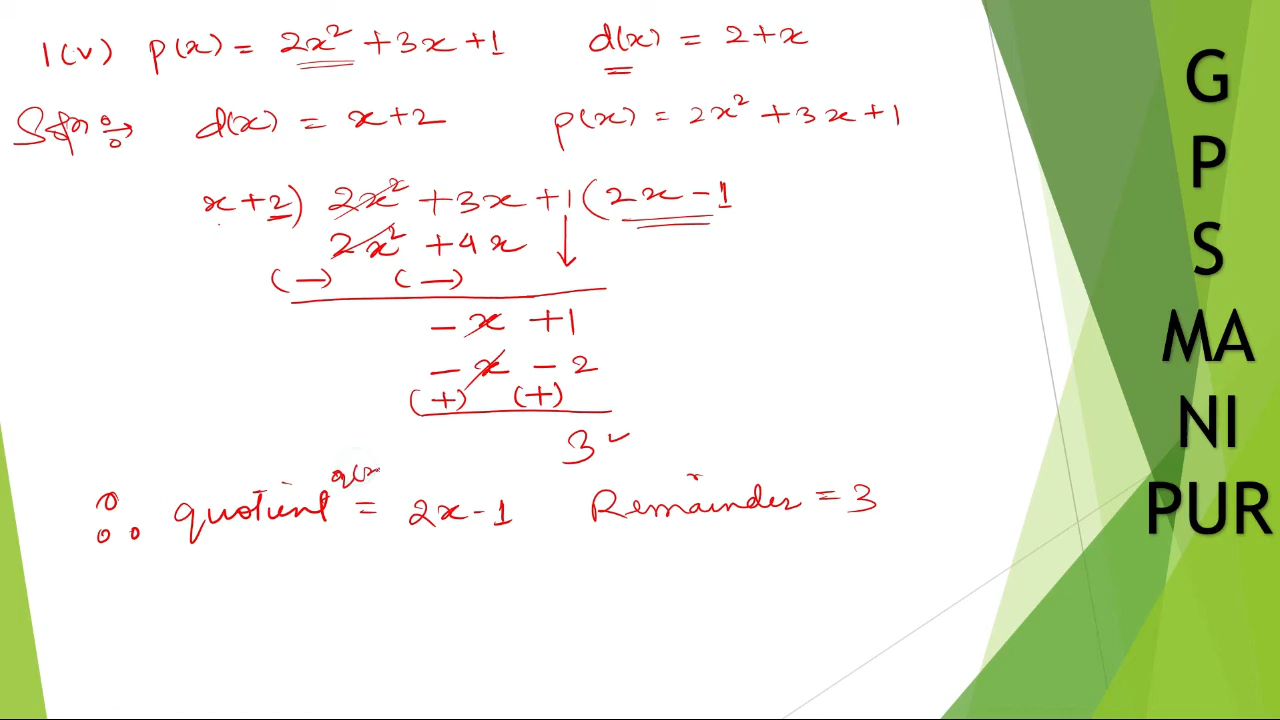 1(v) p(x) = 2x² + 3x + 1 d(x) = 2 + x
Soln :→ d(x) = x + 2 p(x) = 2x² + 3x + 1
x + 2 ) 2x² + 3x + 1 ( 2x - 1
2x² + 4x
(-) (-)
- x + 1
- x - 2
(+) (+)
3
q(x
∴ quotient = 2x - 1 Remainder = 3
G
P
S
MA
NI
PUR